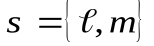 s = {ℓ, m}